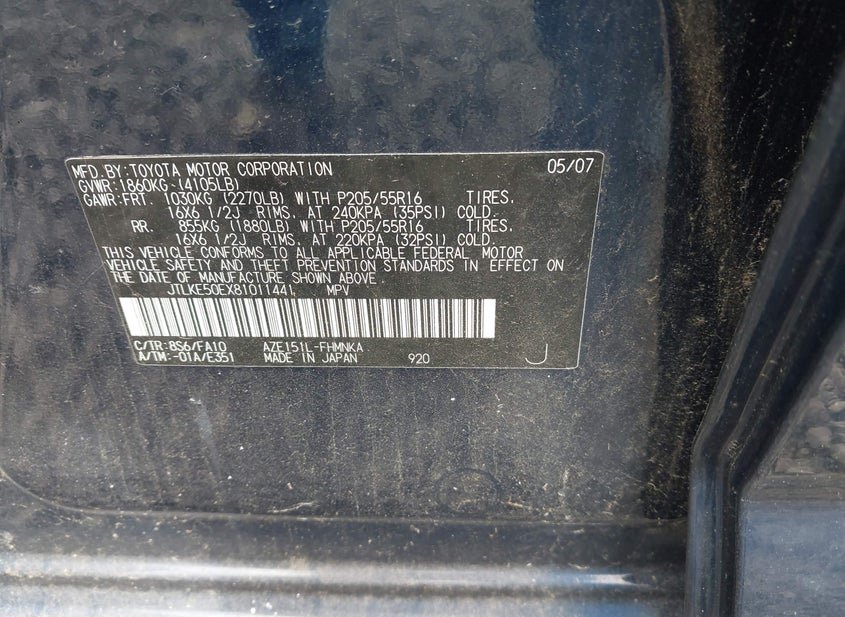 MFD.BY:TOYOTA MOTOR CORPORATION 05/07
GVWR:1860KG (4105LB)
GAWR:FRT. 1030KG (2270LB) WITH P205/55R16 TIRES.
16X6 1/2J RIMS. AT 240KPA (35PSI) COLD.
RR. 855KG (1880LB) WITH P205/55R16 TIRES.
16X6 1/2J RIMS. AT 220KPA (32PSI) COLD.
THIS VEHICLE CONFORMS TO ALL APPLICABLE FEDERAL MOTOR
VEHICLE SAFETY AND THEFT PREVENTION STANDARDS IN EFFECT ON
THE DATE OF MANUFACTURE SHOWN ABOVE.
JTLKE50EX81011441 MPV
C/TR:8S6/FA10 AZE151L-FHMNKA
A/TM:-01A/E351 MADE IN JAPAN 920 J